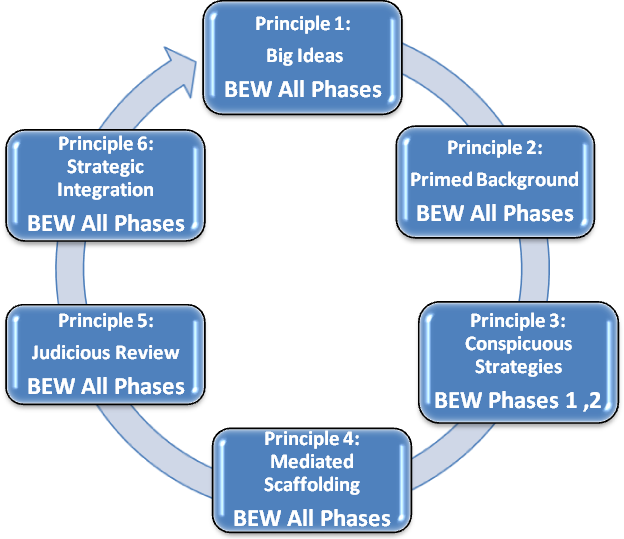 Principle 1:
Big Ideas
BEW All Phases
Principle 2:
Primed Background
BEW All Phases
Principle 3:
Conspicuous
Strategies
BEW Phases 1 ,2
Principle 4:
Mediated
Scaffolding
BEW All Phases
Principle 5:
Judicious Review
BEW All Phases
Principle 6:
Strategic
Integration
BEW All Phases